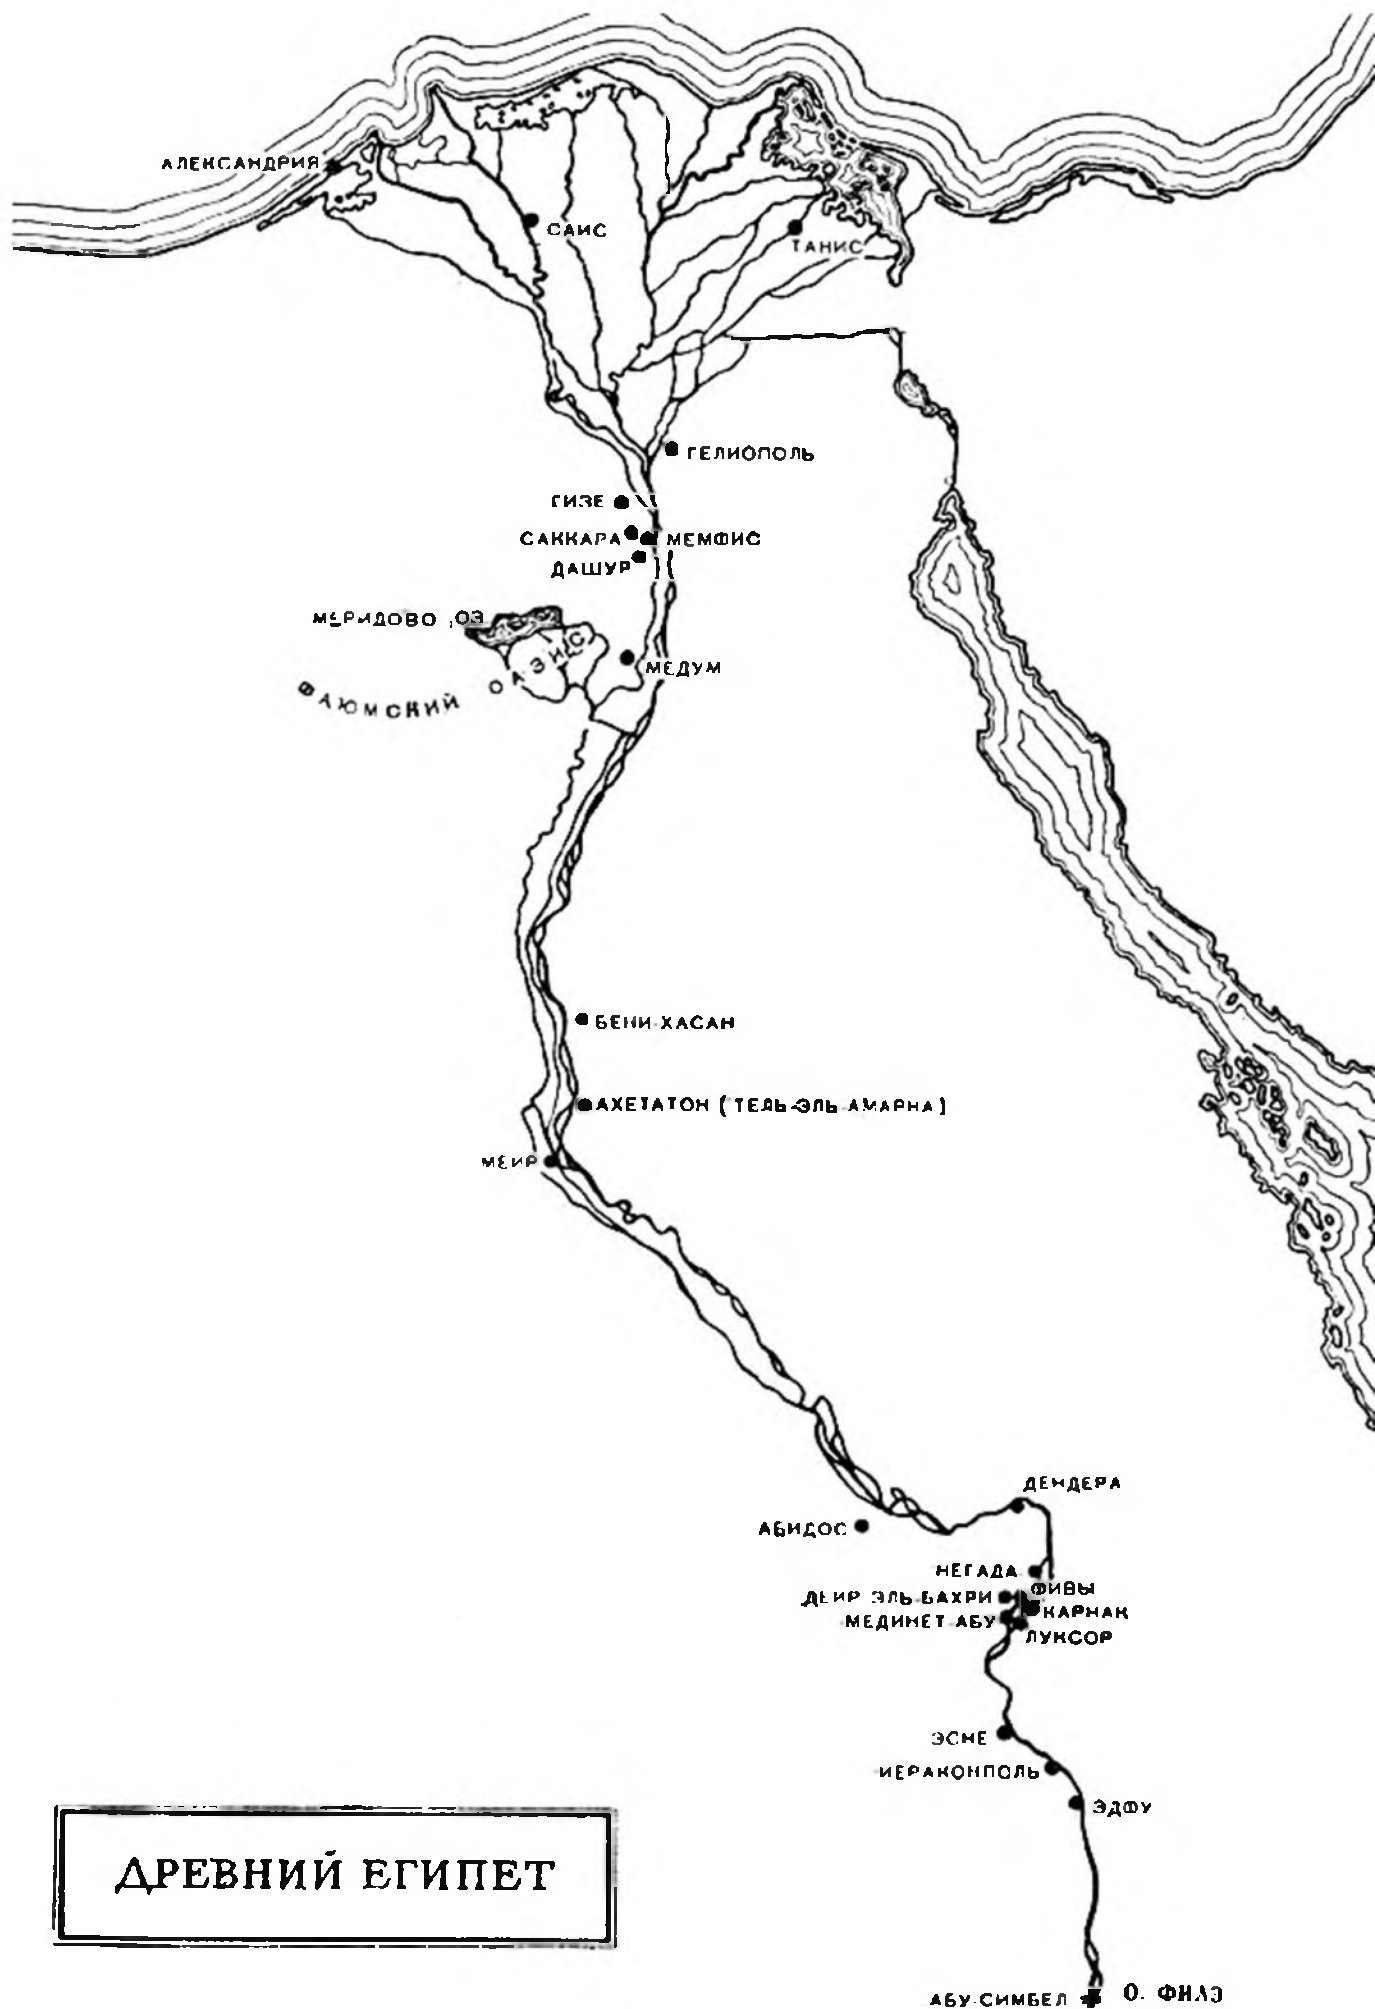 АЛЕКСАНДРИЯ
САИС
ТАНИС
ГЕЛИОПОЛЬ
ГИЗЕ
САККАРА
МЕМФИС
ДАШУР
МЕРИДОВО ОЗ
МЕДУМ
ФАЮМСКИЙ ОАЗИС
БЕНИ-ХАСАН
АХЕТАТОН (ТЕЛЬ-ЭЛЬ-АМАРНА)
МЕИР
ДЕНДЕРА
АБИДОС
НЕГАДА
ФИВЫ
ДЕИР-ЭЛЬ-БАХРИ
КАРНАК
МЕДИНЕТ-АБУ
ЛУКСОР
ЭСНЕ
ИЕРАКОНПОЛЬ
ЭДФУ
ДРЕВНИЙ ЕГИПЕТ
АБУ-СИМБЕЛ
О. ФИЛЭ